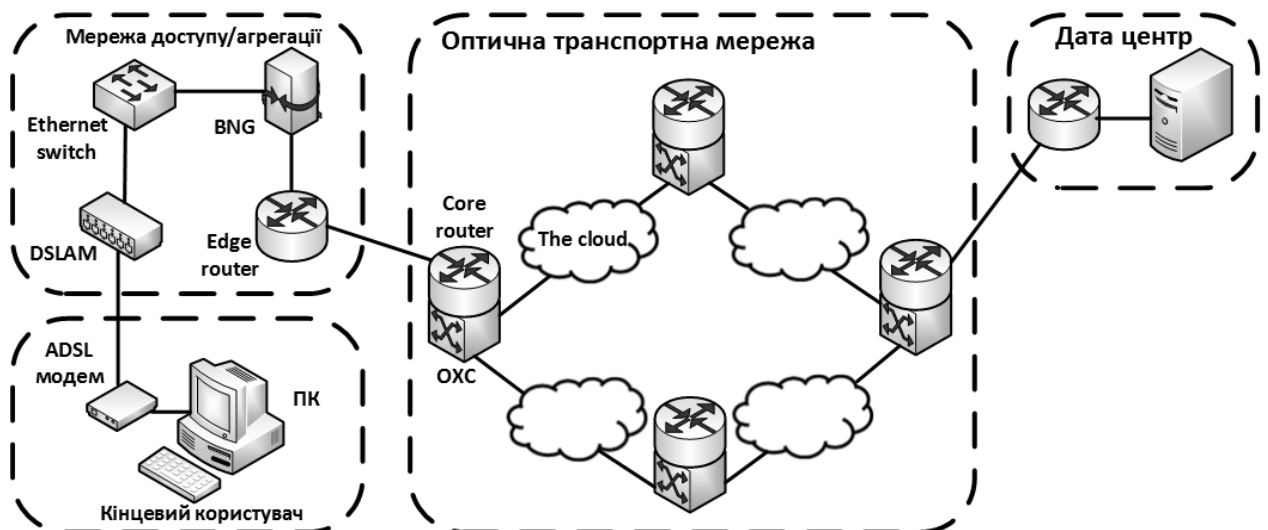 Мережа доступу/агрегації
Ethernet
switch
BNG
DSLAM
Edge
router
ADSL
модем
ПК
Кінцевий користувач
Оптична транспортна мережа
Core
router
The cloud
OXC
Дата центр